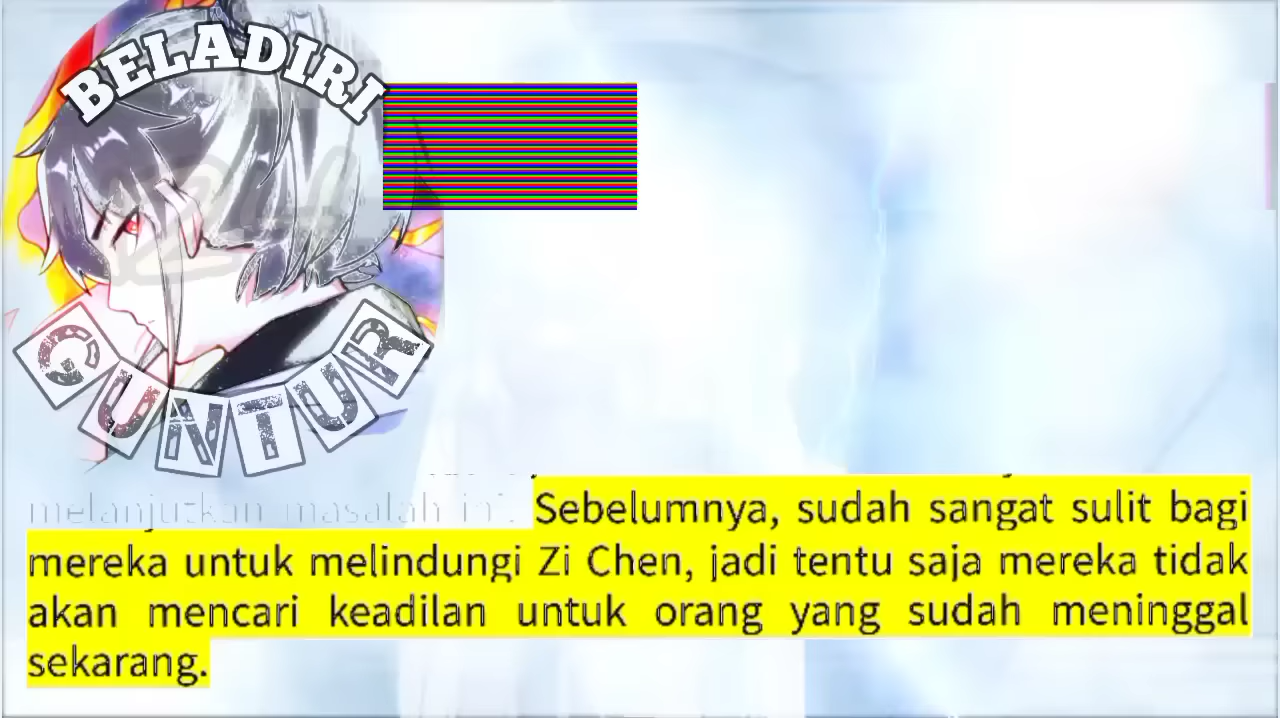 BELADIRI
GUNTUR
melanjutkan masalah ini. Sebelumnya, sudah sangat sulit bagi
mereka untuk melindungi Zi Chen, jadi tentu saja mereka tidak
akan mencari keadilan untuk orang yang sudah meninggal
sekarang.